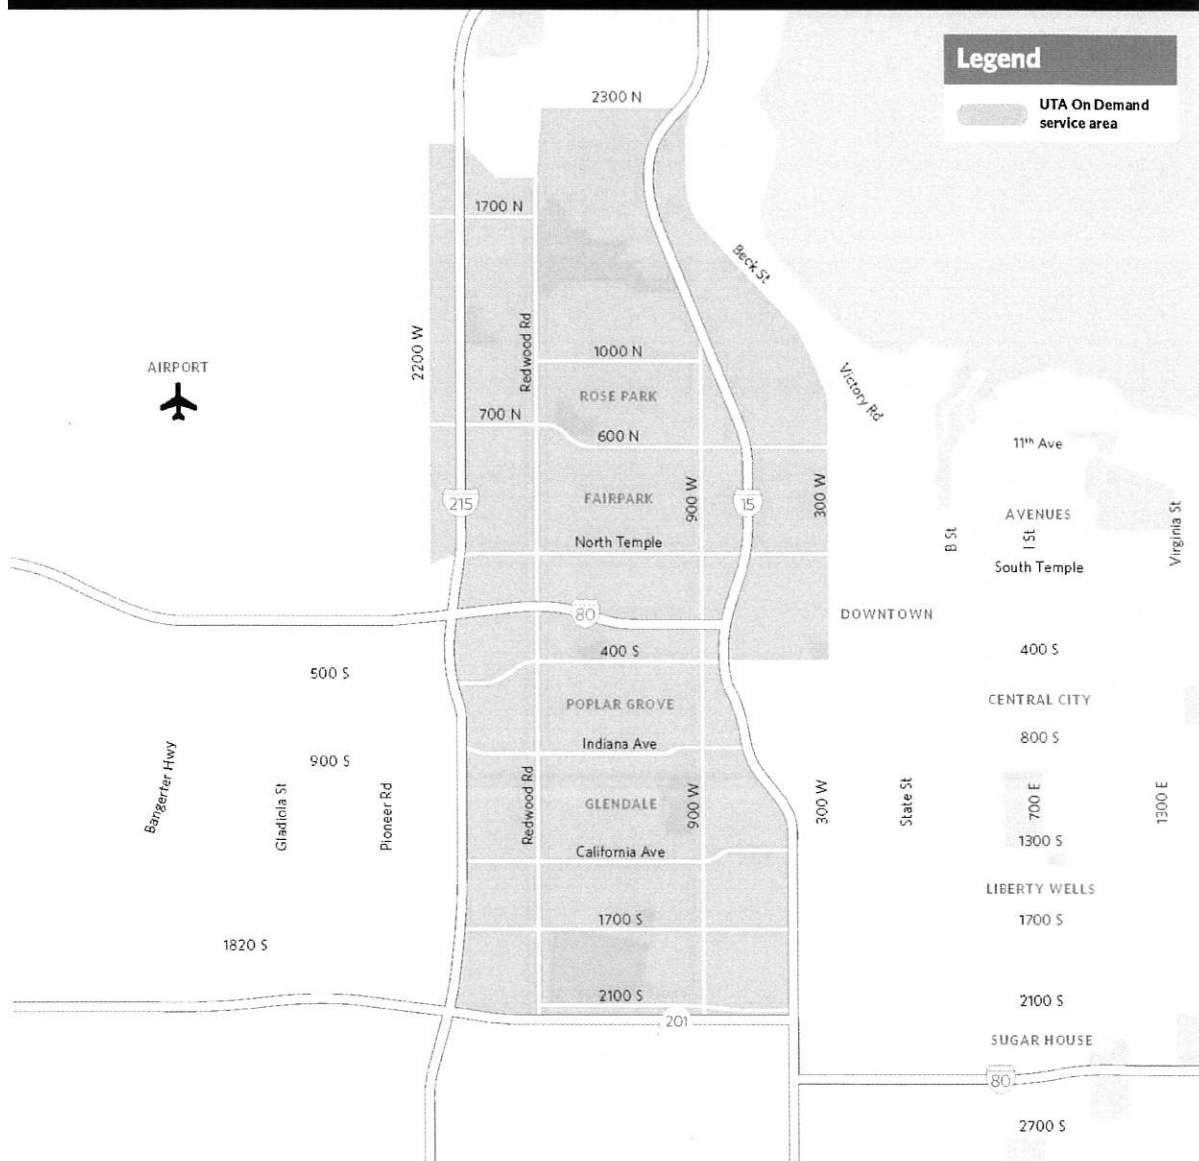 Legend
UTA On Demand
service area
2300 N
1700 N
Beck St
2200 W
Redwood Rd
1000 N
AIRPORT
Victory Rd
ROSE PARK
700 N
600 N
11th Ave
215
FAIRPARK
900 W
15
300 W
AVENUES
B St
I St
Virginia St
North Temple
South Temple
80
DOWNTOWN
400 S
400 S
500 S
POPLAR GROVE
CENTRAL CITY
Indiana Ave
800 S
900 S
Bangerter Hwy
Gladiola St
Pioneer Rd
Redwood Rd
GLENDALE
900 W
300 W
State St
700 E
1300 E
1300 S
California Ave
LIBERTY WELLS
1700 S
1700 S
1820 S
2100 S
2100 S
201
SUGAR HOUSE
80
2700 S